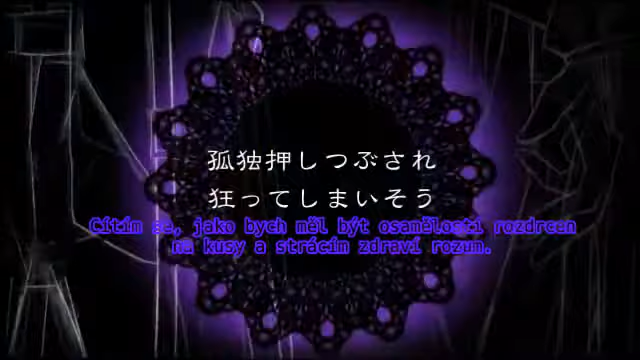 孤独押しつぶされ
狂ってしまいそう
Cítím se, jako bych měl být osamělostí rozdrcen
na kusy a strácím zdraví rozum.